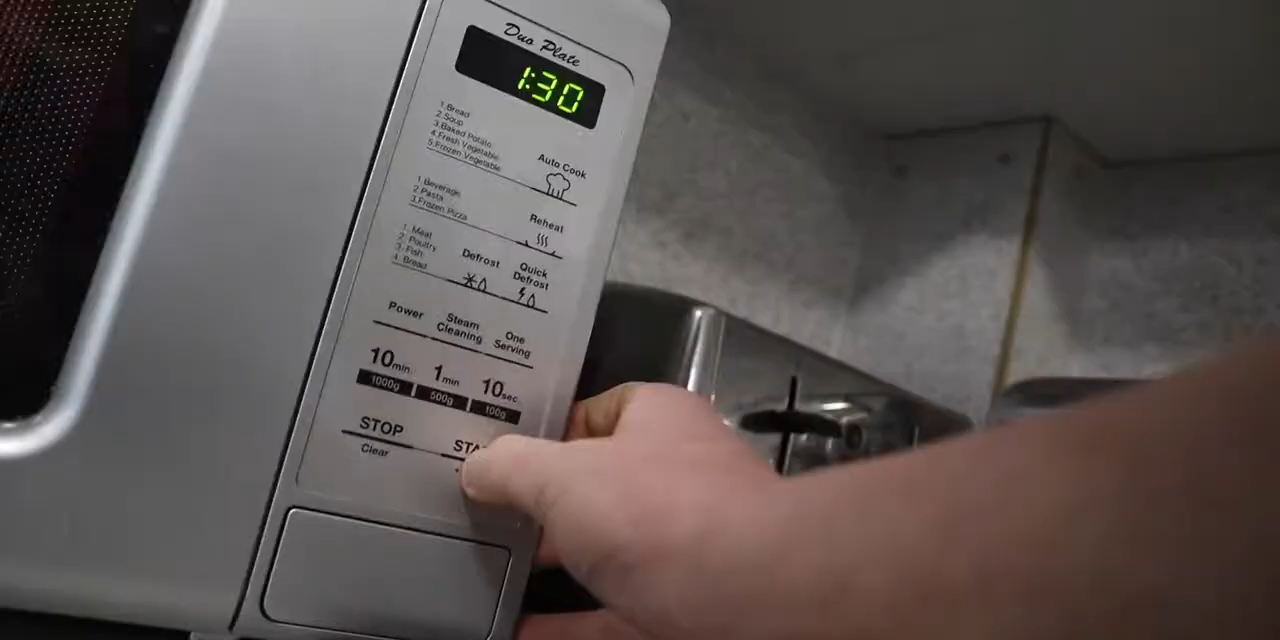 Duo Plate
1:30
1.Bread
2.Soup
3.Baked Potato
4.Fresh Vegetable
5.Frozen Vegetable
Auto Cook
1.Beverage
2.Pasta
3.Frozen Pizza
Reheat
1. Meat
2. Poultry
3. Fish
4. Bread
Defrost
Quick
Defrost
Power
Steam
Cleaning
One
Serving
10min. 1min 10sec
1000g 500g 100g
STOP
Clear